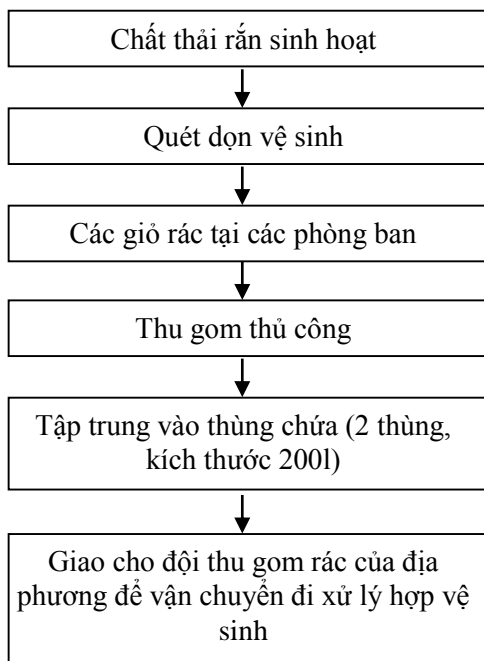 Chất thải rắn sinh hoạt
Quét dọn vệ sinh
Các giỏ rác tại các phòng ban
Thu gom thủ công
Tập trung vào thùng chứa (2 thùng,
kích thước 200l)
Giao cho đội thu gom rác của địa
phương để vận chuyển đi xử lý hợp vệ
sinh